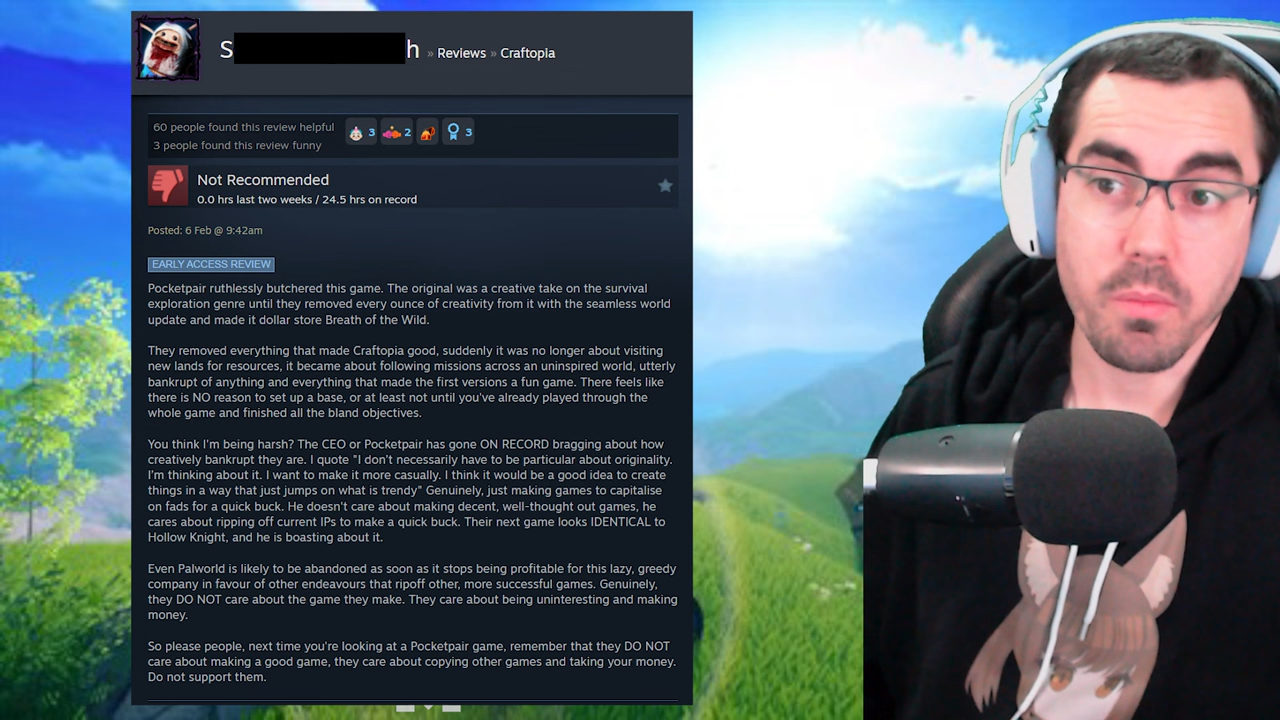 S h » Reviews » Craftopia
60 people found this review helpful
3 2 3
3 people found this review funny
Not Recommended
0.0 hrs last two weeks / 24.5 hrs on record
Posted: 6 Feb @ 9:42am
EARLY ACCESS REVIEW
Pocketpair ruthlessly butchered this game. The original was a creative take on the survival
exploration genre until they removed every ounce of creativity from it with the seamless world
update and made it dollar store Breath of the Wild.
They removed everything that made Craftopia good, suddenly it was no longer about visiting
new lands for resources, it became about following missions across an uninspired world, utterly
bankrupt of anything and everything that made the first versions a fun game. There feels like
there is NO reason to set up a base, or at least not until you've already played through the
whole game and finished all the bland objectives.
You think I'm being harsh? The CEO or Pocketpair has gone ON RECORD bragging about how
creatively bankrupt they are. I quote "I don't necessarily have to be particular about originality.
I'm thinking about it. I want to make it more casually. I think it would be a good idea to create
things in a way that just jumps on what is trendy" Genuinely, just making games to capitalise
on fads for a quick buck. He doesn't care about making decent, well-thought out games, he
cares about ripping off current IPs to make a quick buck. Their next game looks IDENTICAL to
Hollow Knight, and he is boasting about it.
Even Palworld is likely to be abandoned as soon as it stops being profitable for this lazy, greedy
company in favour of other endeavours that ripoff other, more successful games. Genuinely,
they DO NOT care about the game they make. They care about being uninteresting and making
money.
So please people, next time you're looking at a Pocketpair game, remember that they DO NOT
care about making a good game, they care about copying other games and taking your money.
Do not support them.